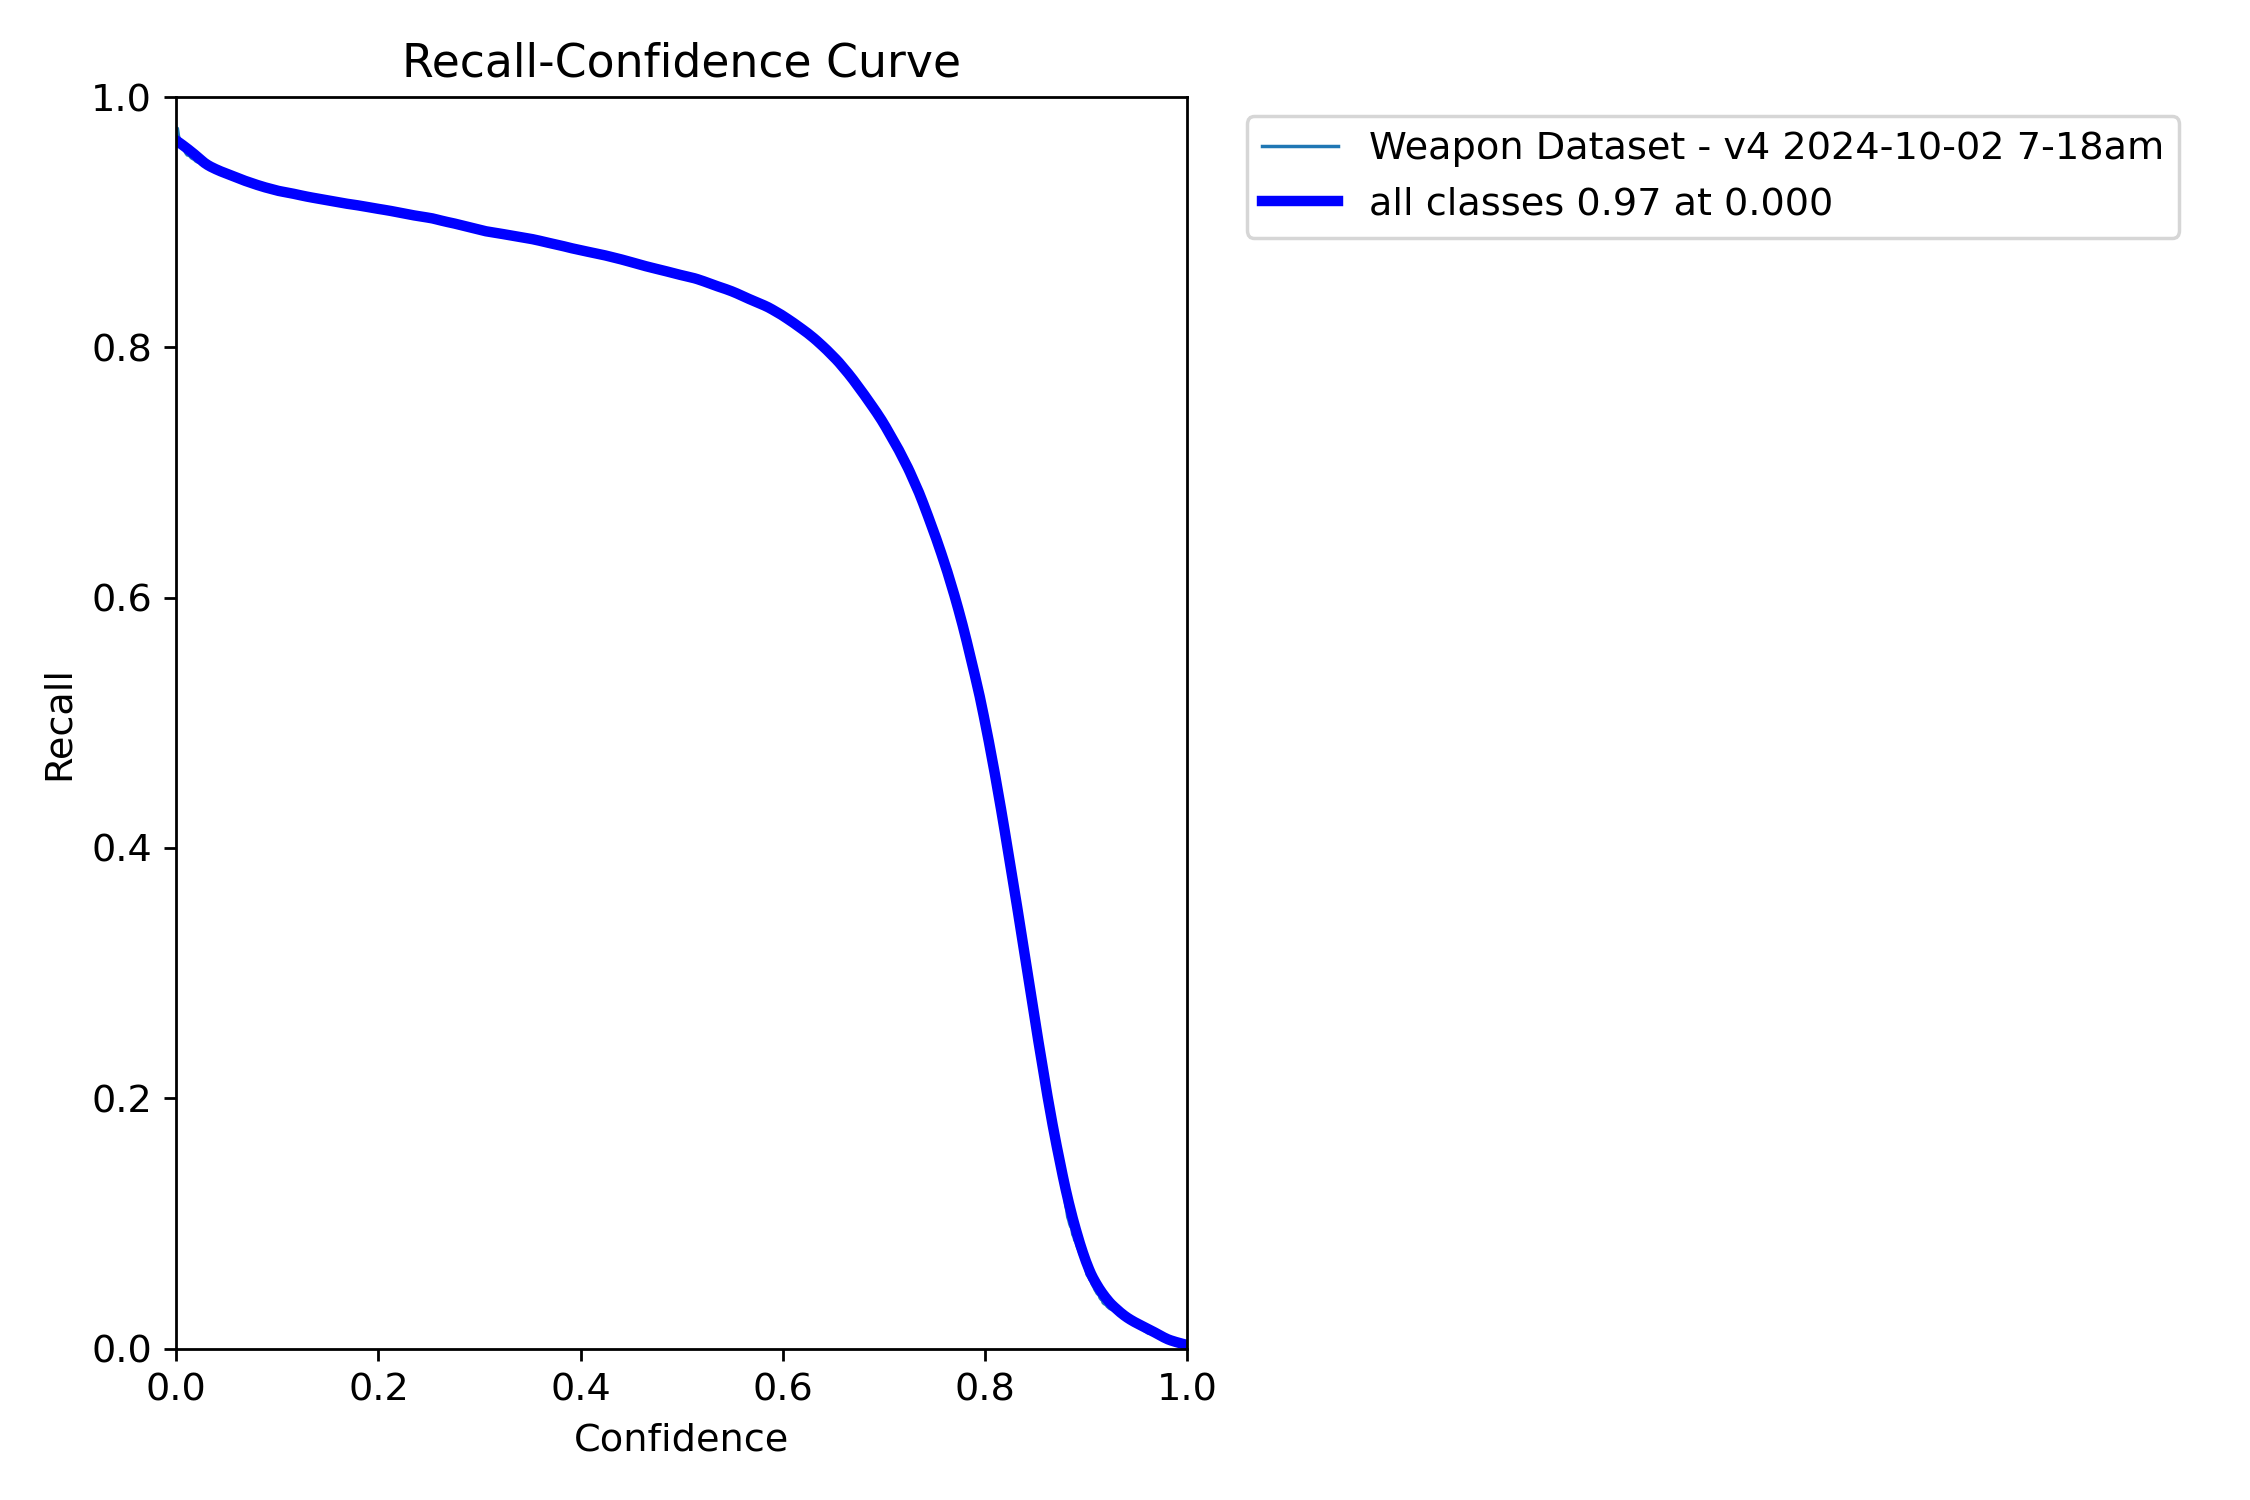 Recall-Confidence Curve
1.0
0.8
0.6
0.4
0.2
0.0
Recall
0.0 0.2 0.4 0.6 0.8 1.0
Confidence
Weapon Dataset - v4 2024-10-02 7-18am
all classes 0.97 at 0.000